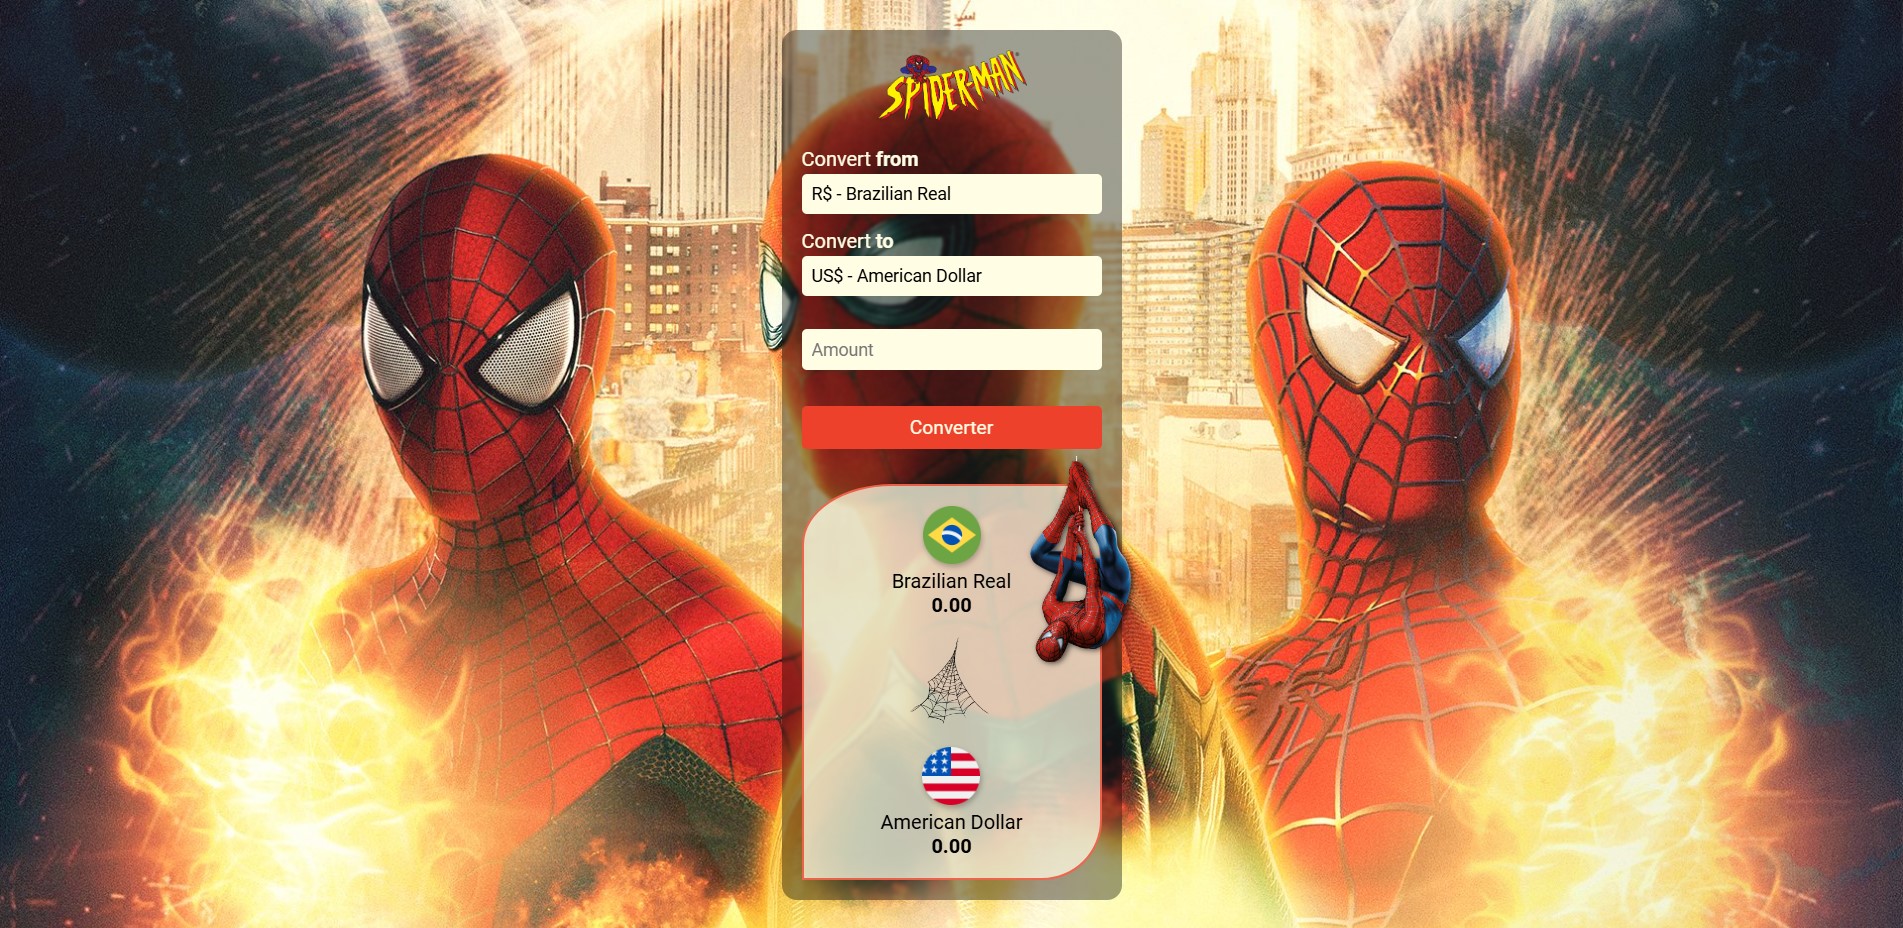 SPIDER-MAN
Convert from
R$ - Brazilian Real
Convert to
US$ - American Dollar
Amount
Converter
Brazilian Real
0.00
American Dollar
0.00